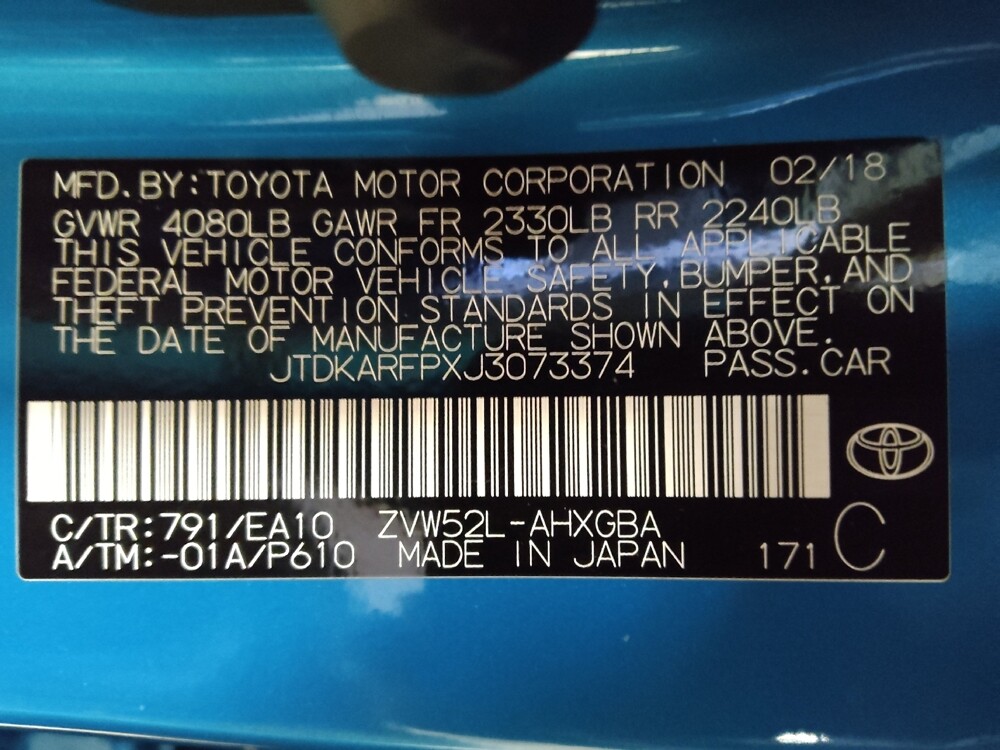 MFD.BY:TOYOTA MOTOR CORPORATION 02/18
GVWR 4080LB GAWR FR 2330LB RR 2240LB
THIS VEHICLE CONFORMS TO ALL APPLICABLE
FEDERAL MOTOR VEHICLE SAFETY,BUMPER,AND
THEFT PREVENTION STANDARDS IN EFFECT ON
THE DATE OF MANUFACTURE SHOWN ABOVE.
JTDKARFPXJ3073374 PASS.CAR
C/TR:791/EA10 ZVW52L-AHXGBA
A/TM:-01A/P610 MADE IN JAPAN 171 C